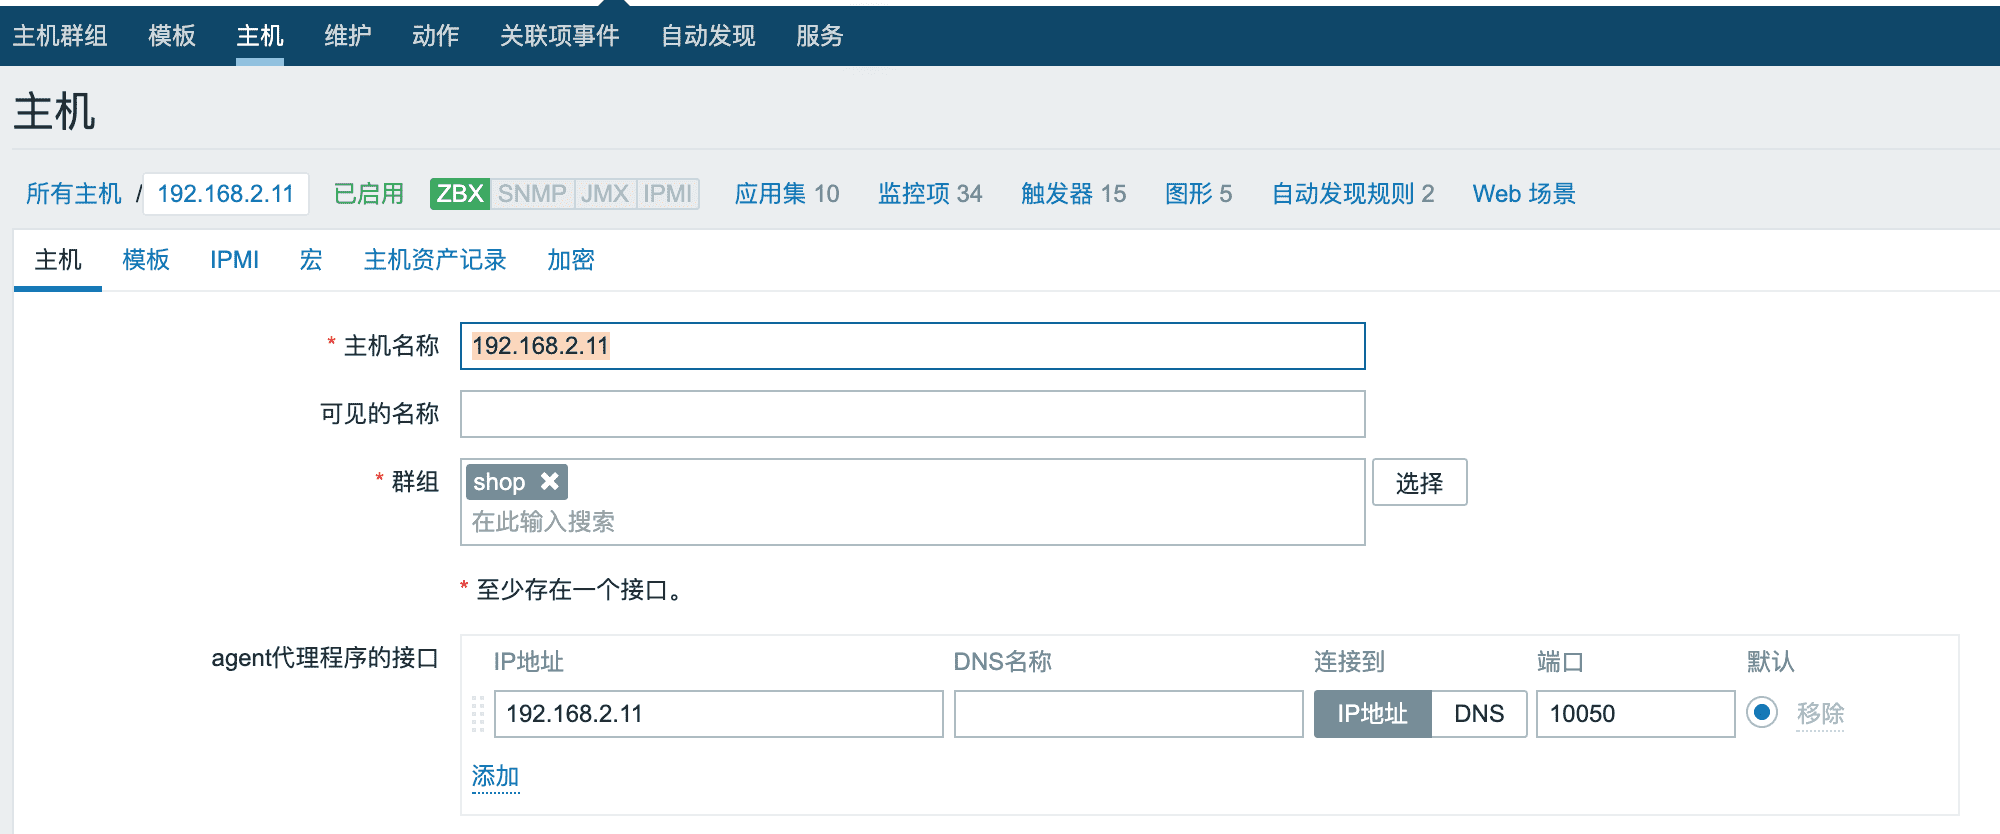 主机群组 模板 主机 维护 动作 关联项事件 自动发现 服务
主机
所有主机 / 192.168.2.11 已启用 ZBX SNMP JMX IPMI 应用集 10 监控项 34 触发器 15 图形 5 自动发现规则 2 Web 场景
主机 模板 IPMI 宏 主机资产记录 加密
* 主机名称 192.168.2.11
可见的名称
* 群组 shop 选择
在此输入搜索
* 至少存在一个接口。
agent代理程序的接口 IP地址 DNS名称 连接到 端口 默认
192.168.2.11 IP地址 DNS 10050 移除
添加